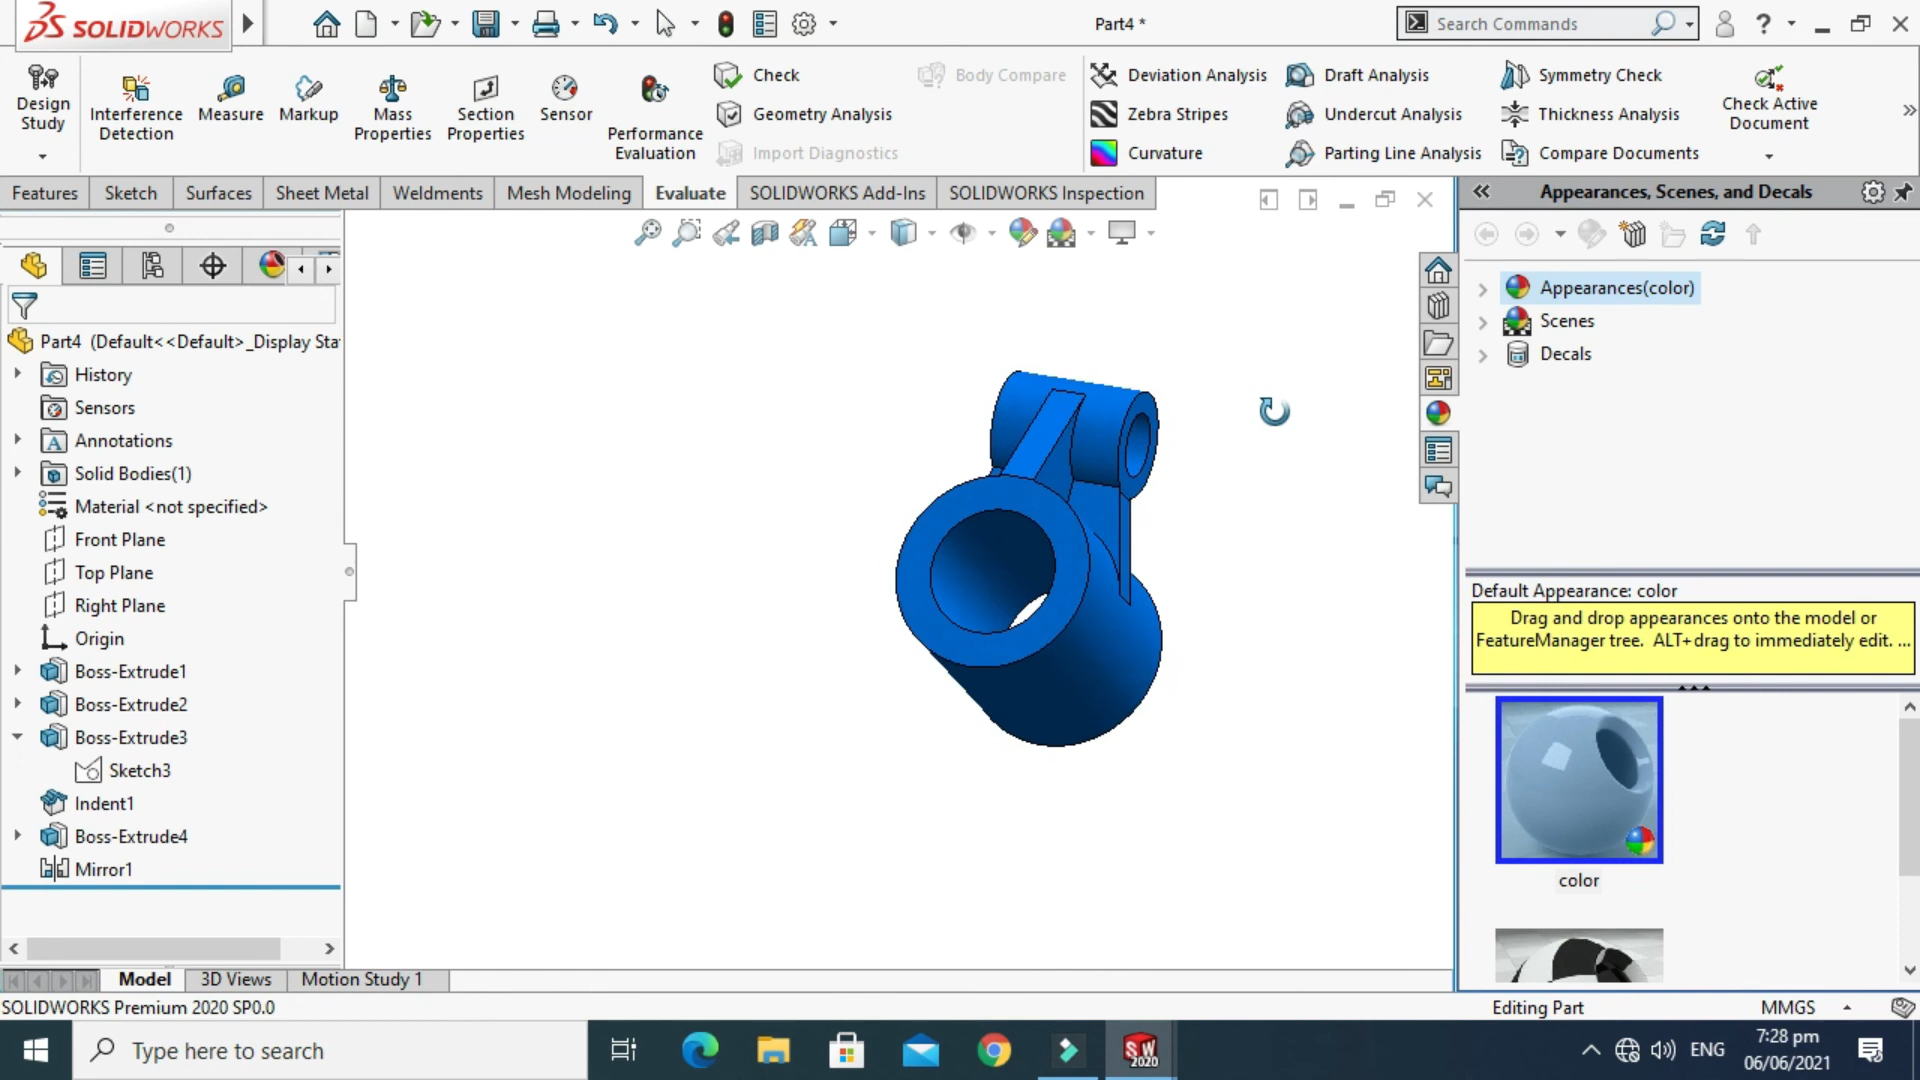 SOLIDWORKS
Part4 *
Search Commands
?
Design Study
Interference Detection
Measure
Markup
Mass Properties
Section Properties
Sensor
Performance Evaluation
Check
Geometry Analysis
Import Diagnostics
Body Compare
Deviation Analysis
Zebra Stripes
Curvature
Draft Analysis
Undercut Analysis
Parting Line Analysis
Symmetry Check
Thickness Analysis
Compare Documents
Check Active Document
Features
Sketch
Surfaces
Sheet Metal
Weldments
Mesh Modeling
Evaluate
SOLIDWORKS Add-Ins
SOLIDWORKS Inspection
Appearances, Scenes, and Decals
Part4 (Default<<Default>_Display Sta
History
Sensors
Annotations
Solid Bodies(1)
Material <not specified>
Front Plane
Top Plane
Right Plane
Origin
Boss-Extrude1
Boss-Extrude2
Boss-Extrude3
Sketch3
Indent1
Boss-Extrude4
Mirror1
Appearances(color)
Scenes
Decals
Default Appearance: color
Drag and drop appearances onto the model or
FeatureManager tree. ALT+drag to immediately edit. ...
color
Model
3D Views
Motion Study 1
SOLIDWORKS Premium 2020 SP0.0
Editing Part
MMGS
Type here to search
SW
2020
ENG
7:28 pm
06/06/2021